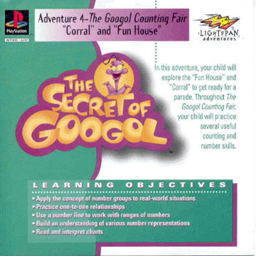 Adventure 4-The Googol Counting Fair
"Corral" and "Fun House"
PlayStation
LIGHTSPAN
adventures
In this adventure, your child will
explore the "Fun House" and
"Corral" to get ready for a
parade. Throughout The
Googol Counting Fair,
your child will practice
several useful
counting and
number skills.
THE
SECRET OF
GOOGOL
LEARNING OBJECTIVES
• Apply the concept of number groups to real-world situations.
• Practice one-to-one relationships
• Use a number line to work with ranges of numbers
• Build an understanding of various number representations
• Read and interpret charts